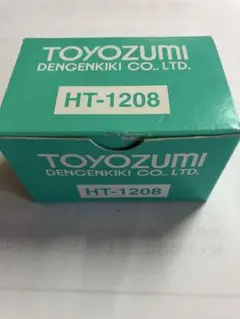 TOYOZUMI
DENGENKIKI CO., LTD.
HT-1208
TOYOZUMI
DENGENKIKI CO., LTD.
HT-1208